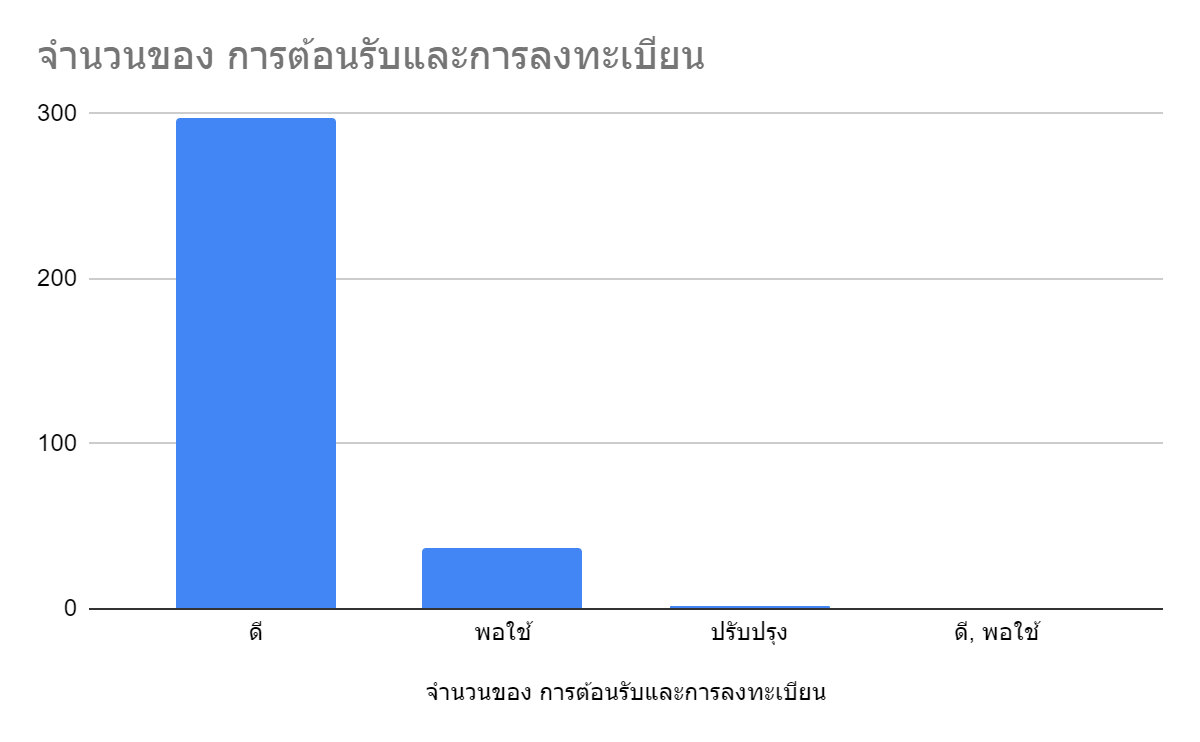 จำนวนของ การต้อนรับและการลงทะเบียน
300
200
100
0
ดี
พอใช้
ปรับปรุง
ดี, พอใช้
จำนวนของ การต้อนรับและการลงทะเบียน